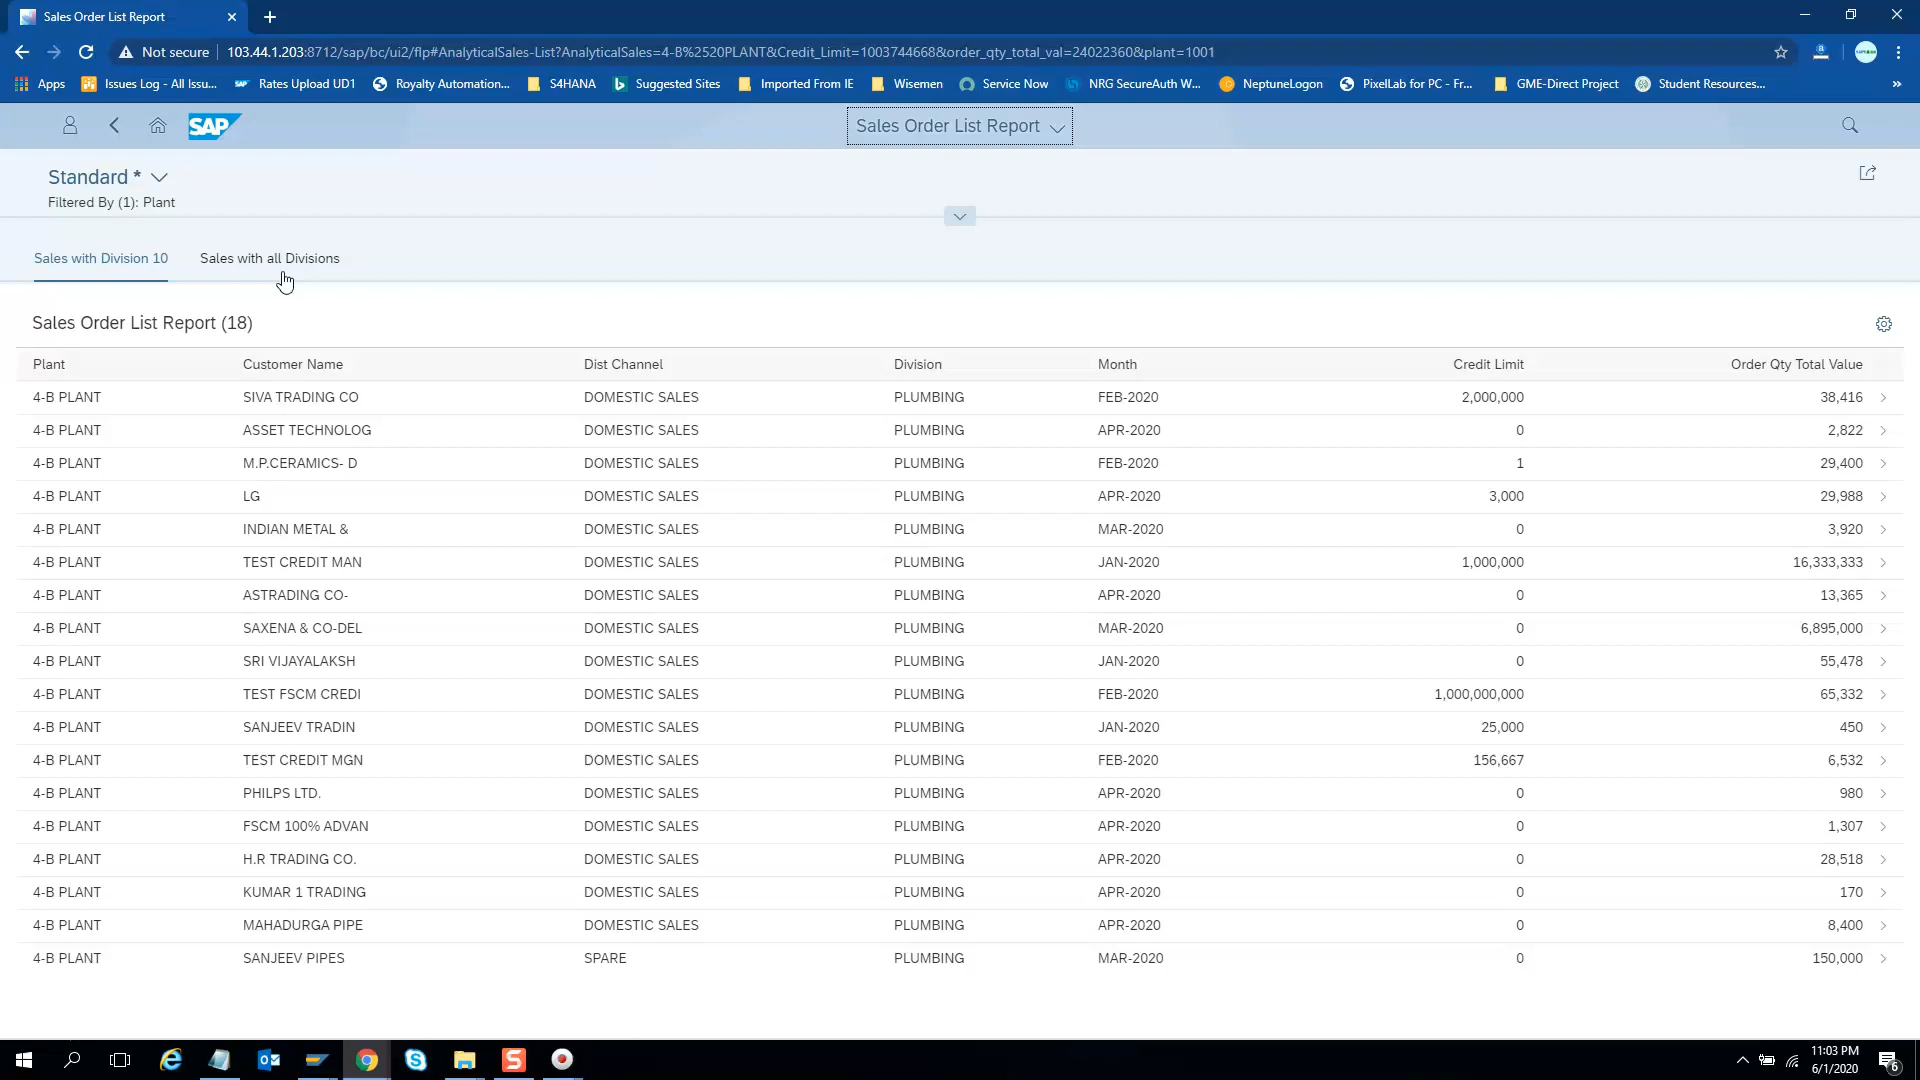 Sales Order List Report
Not secure 103.44.1.203:8712/sap/bc/ui2/flp#AnalyticalSales-List?AnalyticalSales=4-B%2520PLANT&Credit_Limit=1003744668&order_qty_total_val=24022360&plant=1001
Apps Issues Log - All Issu... Rates Upload UD1 Royalty Automation... S4HANA Suggested Sites Imported From IE Wisemen Service Now NRG SecureAuth W... NeptuneLogon PixelLab for PC - Fr... GME-Direct Project Student Resources... »
SAP Sales Order List Report
Standard *
Filtered By (1): Plant
Sales with Division 10 Sales with all Divisions
Sales Order List Report (18)
Plant Customer Name Dist Channel Division Month Credit Limit Order Qty Total Value
4-B PLANT SIVA TRADING CO DOMESTIC SALES PLUMBING FEB-2020 2,000,000 38,416
4-B PLANT ASSET TECHNOLOG DOMESTIC SALES PLUMBING APR-2020 0 2,822
4-B PLANT M.P.CERAMICS- D DOMESTIC SALES PLUMBING FEB-2020 1 29,400
4-B PLANT LG DOMESTIC SALES PLUMBING APR-2020 3,000 29,988
4-B PLANT INDIAN METAL & DOMESTIC SALES PLUMBING MAR-2020 0 3,920
4-B PLANT TEST CREDIT MAN DOMESTIC SALES PLUMBING JAN-2020 1,000,000 16,333,333
4-B PLANT ASTRADING CO- DOMESTIC SALES PLUMBING APR-2020 0 13,365
4-B PLANT SAXENA & CO-DEL DOMESTIC SALES PLUMBING MAR-2020 0 6,895,000
4-B PLANT SRI VIJAYALAKSH DOMESTIC SALES PLUMBING JAN-2020 0 55,478
4-B PLANT TEST FSCM CREDI DOMESTIC SALES PLUMBING FEB-2020 1,000,000,000 65,332
4-B PLANT SANJEEV TRADIN DOMESTIC SALES PLUMBING JAN-2020 25,000 450
4-B PLANT TEST CREDIT MGN DOMESTIC SALES PLUMBING FEB-2020 156,667 6,532
4-B PLANT PHILPS LTD. DOMESTIC SALES PLUMBING APR-2020 0 980
4-B PLANT FSCM 100% ADVAN DOMESTIC SALES PLUMBING APR-2020 0 1,307
4-B PLANT H.R TRADING CO. DOMESTIC SALES PLUMBING APR-2020 0 28,518
4-B PLANT KUMAR 1 TRADING DOMESTIC SALES PLUMBING APR-2020 0 170
4-B PLANT MAHADURGA PIPE DOMESTIC SALES PLUMBING APR-2020 0 8,400
4-B PLANT SANJEEV PIPES SPARE PLUMBING MAR-2020 0 150,000
11:03 PM
6/1/2020
6